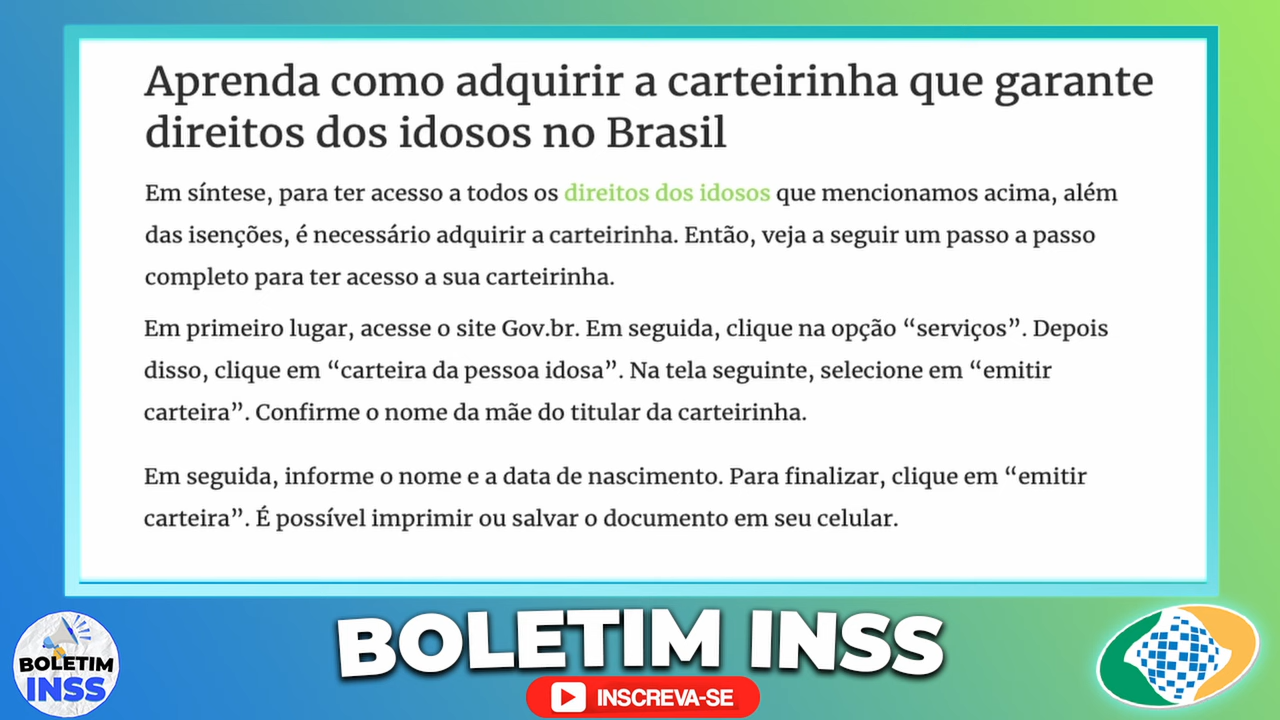 Aprenda como adquirir a carteirinha que garante
direitos dos idosos no Brasil
Em síntese, para ter acesso a todos os direitos dos idosos que mencionamos acima, além
das isenções, é necessário adquirir a carteirinha. Então, veja a seguir um passo a passo
completo para ter acesso a sua carteirinha.
Em primeiro lugar, acesse o site Gov.br. Em seguida, clique na opção “serviços”. Depois
disso, clique em “carteira da pessoa idosa”. Na tela seguinte, selecione em “emitir
carteira”. Confirme o nome da mãe do titular da carteirinha.
Em seguida, informe o nome e a data de nascimento. Para finalizar, clique em “emitir
carteira”. É possível imprimir ou salvar o documento em seu celular.
BOLETIM INSS
INSCREVA-SE
BOLETIM
INSS